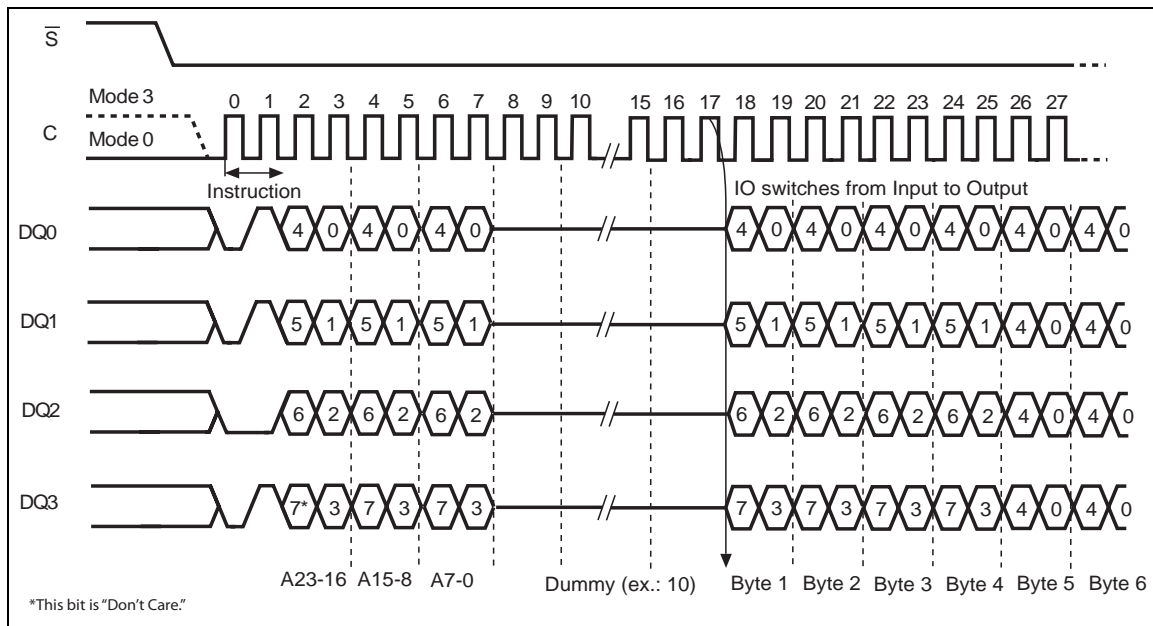 S
Mode 3
0 1 2 3 4 5 6 7 8 9 10 15 16 17 18 19 20 21 22 23 24 25 26 27
C
Mode 0
Instruction
IO switches from Input to Output
DQ0 4 0 4 0 4 0 4 0 4 0 4 0 4 0 4 0 4 0
DQ1 5 1 5 1 5 1 5 1 5 1 5 1 5 1 4 0 4 0
DQ2 6 2 6 2 6 2 6 2 6 2 6 2 6 2 4 0 4 0
DQ3 7* 3 7 3 7 3 7 3 7 3 7 3 7 3 4 0 4 0
A23-16 A15-8 A7-0 Dummy (ex.: 10) Byte 1 Byte 2 Byte 3 Byte 4 Byte 5 Byte 6
*This bit is “Don’t Care.”